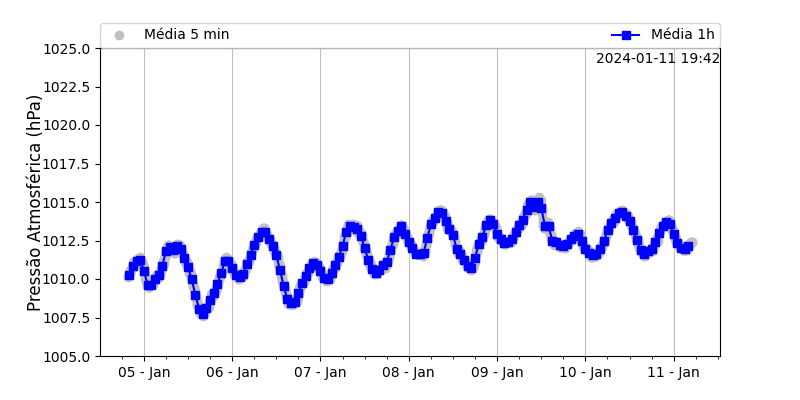 Média 5 min
Média 1h
2024-01-11 19:42
Pressão Atmosférica (hPa)
1025.0
1022.5
1020.0
1017.5
1015.0
1012.5
1010.0
1007.5
1005.0
05 - Jan
06 - Jan
07 - Jan
08 - Jan
09 - Jan
10 - Jan
11 - Jan